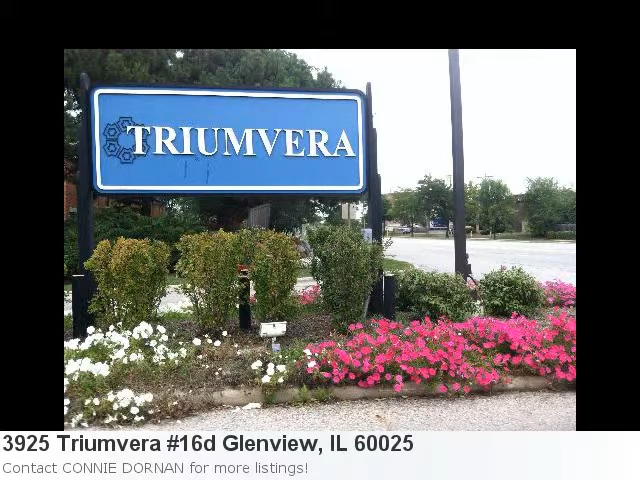 TRIUMVERA
3925 Triumvera #16d Glenview, IL 60025
Contact CONNIE DORNAN for more listings!